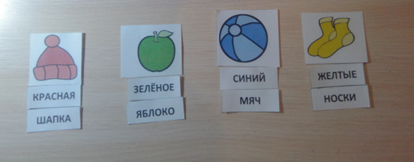 КРАСНАЯ
ШАПКА
ЗЕЛЁНОЕ
ЯБЛОКО
СИНИЙ
МЯЧ
ЖЕЛТЫЕ
НОСКИ